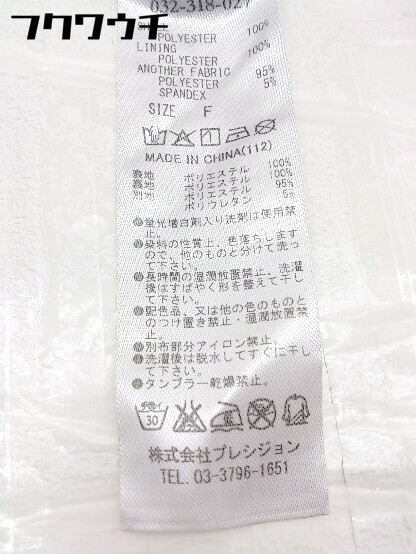 フクワウチ
032-318-027
POLYESTER 100%
LINING
POLYESTER 100%
ANOTHER FABRIC
POLYESTER 95%
SPANDEX 5%
SIZE F
MADE IN CHINA(112)
表地 ポリエステル 100%
裏地 ポリエステル 100%
別地 ポリエステル 95%
ポリウレタン 5%
●蛍光増白剤入り洗剤は使用禁
止。
●染料の性質上、色落ちします
ので、他のものと分けて洗っ
て下さい。
●長時間の湿潤放置禁止、洗濯
後はすばやく形を整えて干し
て下さい。
●配色品、又は他の色のものと
のつけ置き禁止・湿潤放置禁
止。
●別布部分アイロン禁止。
●洗濯後は脱水してすぐに干し
て下さい。
●タンブラー乾燥禁止。
手洗イ
30
株式会社プレシジョン
TEL. 03-3796-1651